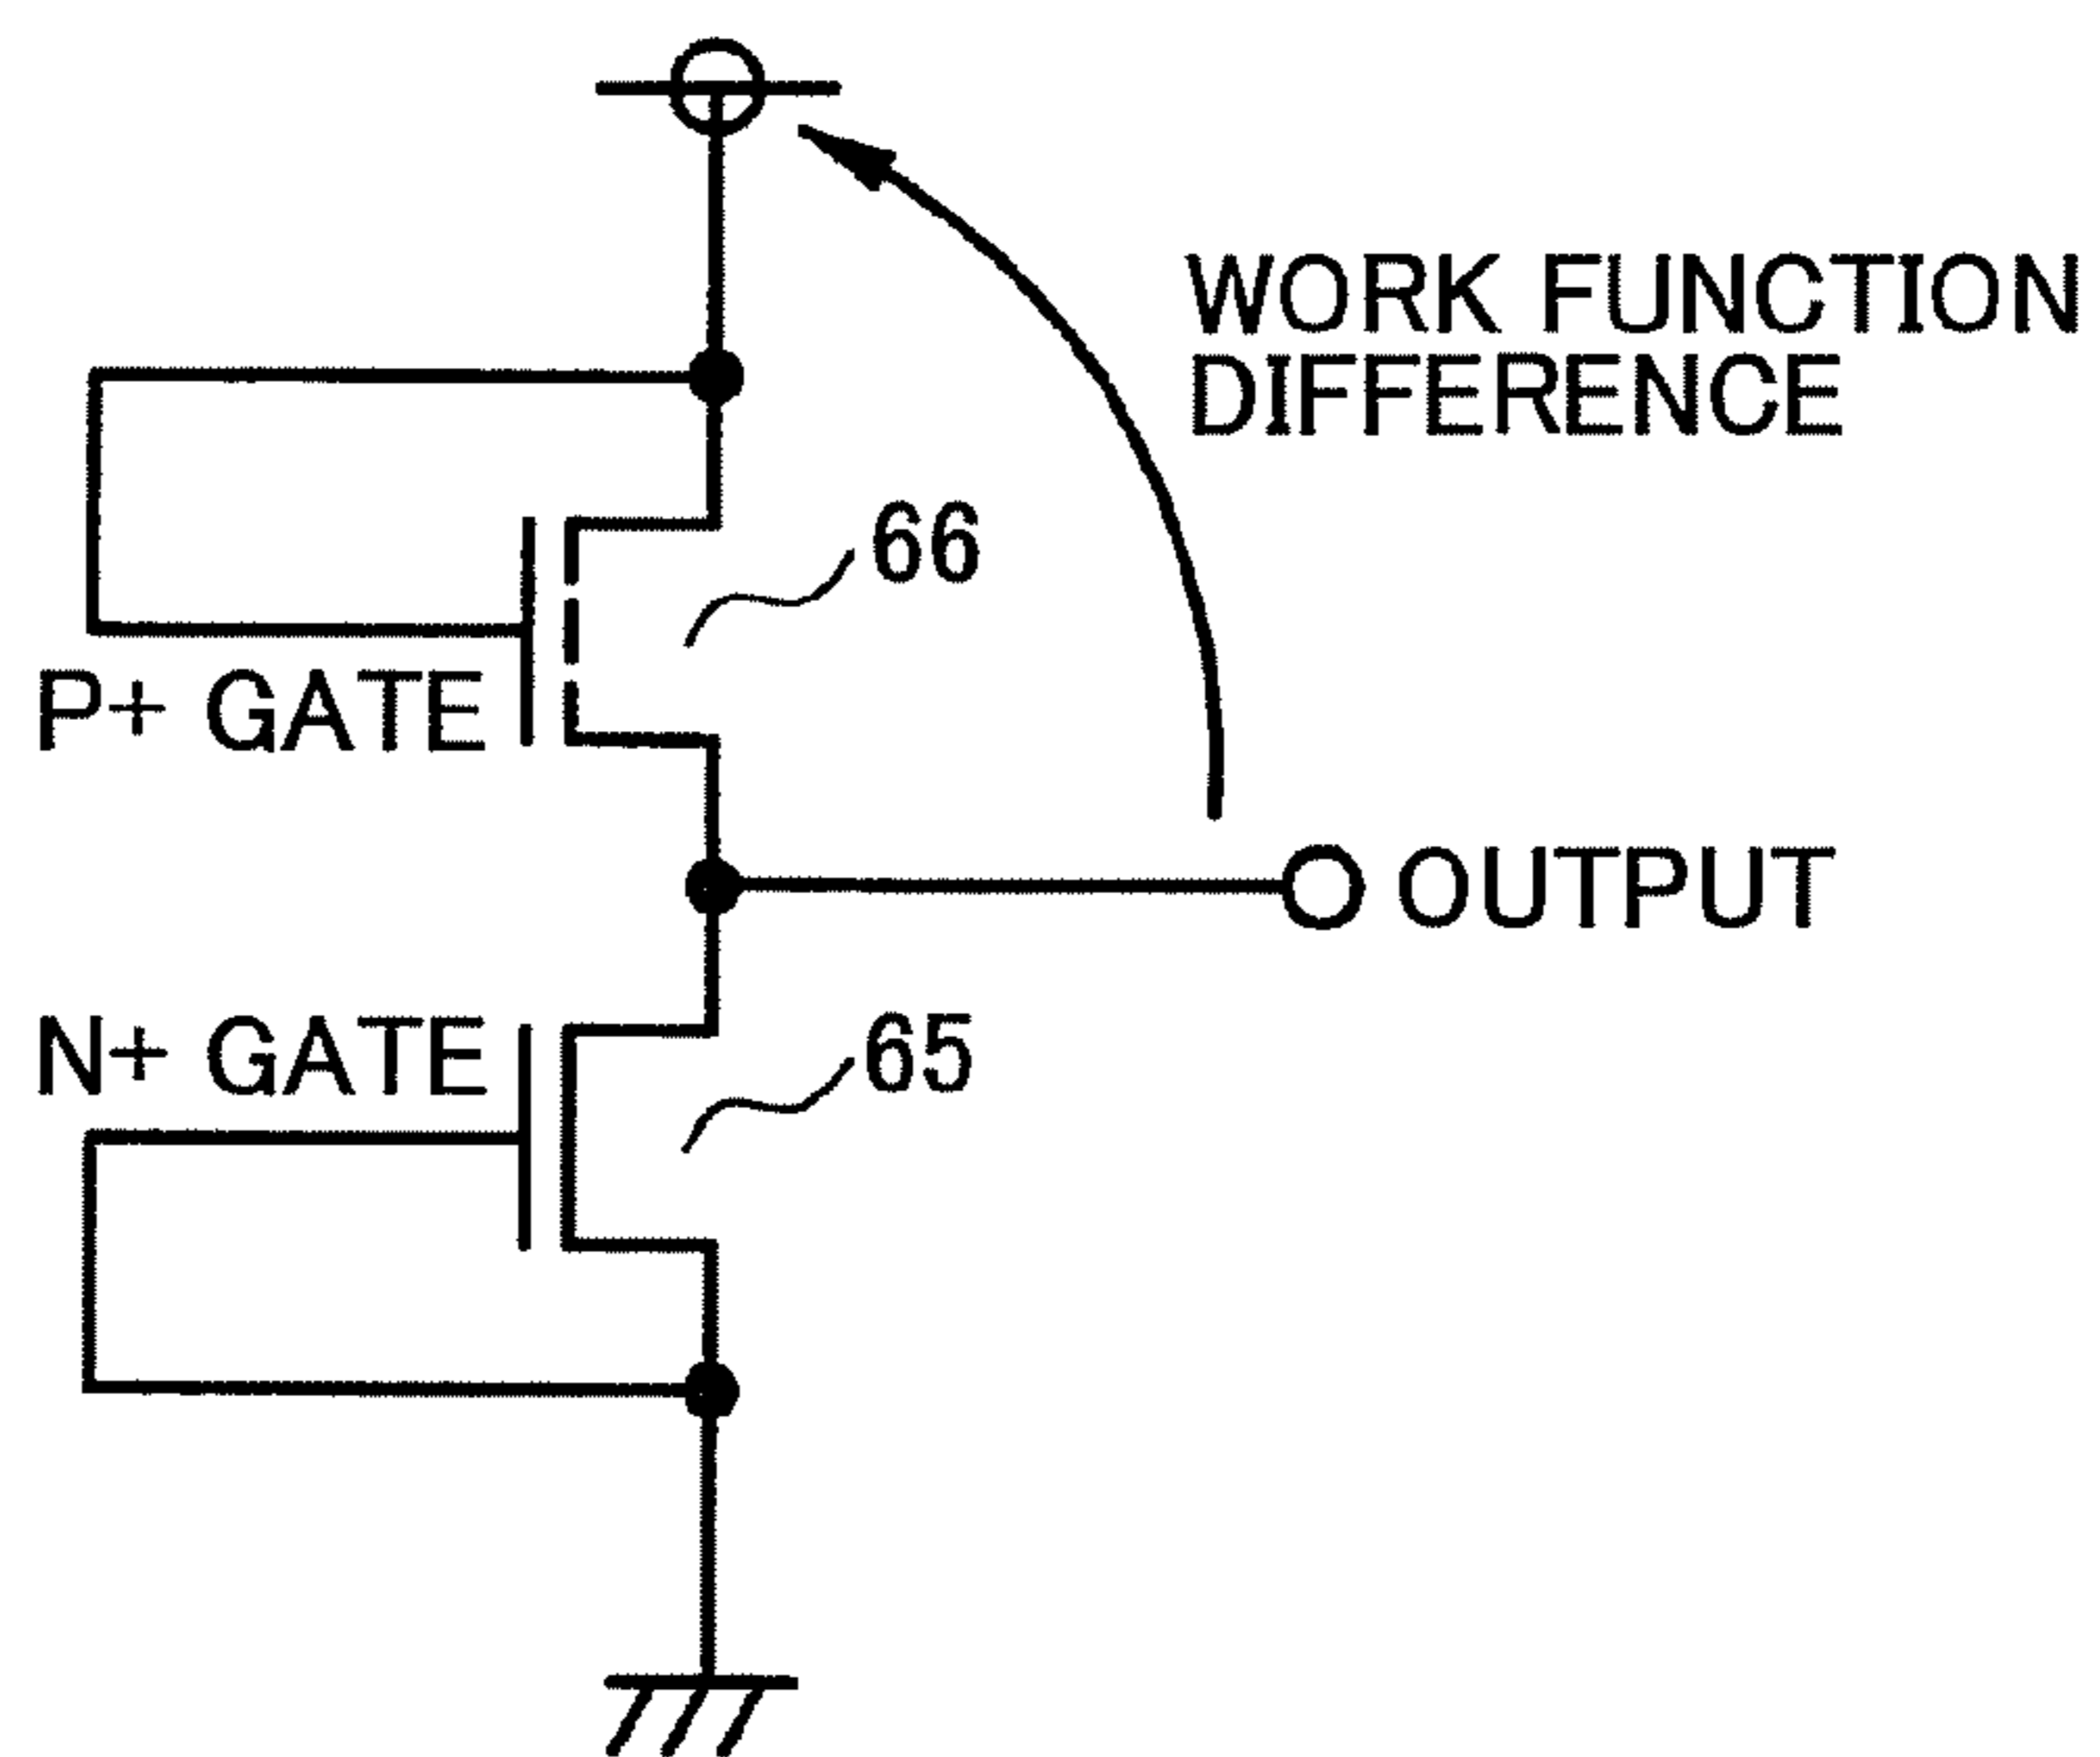 WORK FUNCTION
DIFFERENCE
66
P+ GATE
OUTPUT
N+ GATE
65